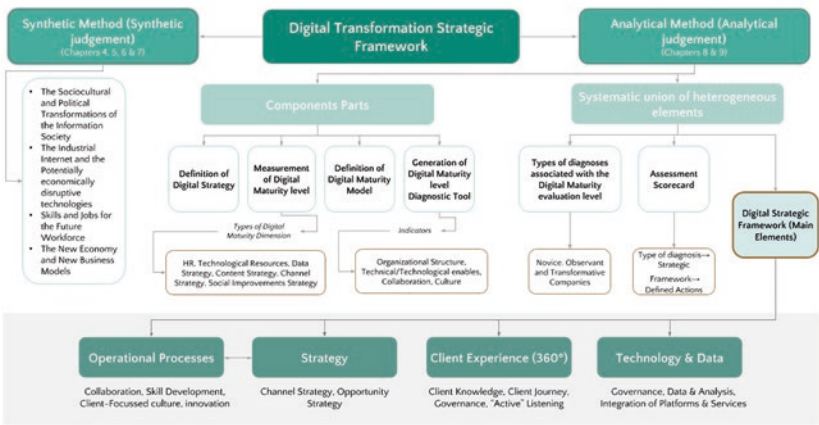 Synthetic Method (Synthetic
judgement)
(Chapters 4, 5, 6 & 7)
Digital Transformation Strategic
Framework
Analytical Method (Analytical
judgement)
(Chapters 8 & 9)
• The Sociocultural
and Political
Transformations of
the Information
Society
• The Industrial
Internet and the
Potentially
economically
disruptive
technologies
• Skills and Jobs for
the Future
Workforce
• The New Economy
and New Business
Models
Components Parts
Systematic union of heterogeneous
elements
Definition of
Digital Strategy
Measurement
of Digital
Maturity level
Definition of
Digital Maturity
Model
Generation of
Digital Maturity
level
Diagnostic Tool
Types of diagnoses
associated with the
Digital Maturity
evaluation level
Assessment
Scorecard
Digital Strategic
Framework (Main
Elements)
Types of Digital
Maturity Dimension
Indicators
HR, Technological Resources, Data
Strategy, Content Strategy, Channel
Strategy, Social Improvements Strategy
Organizational Structure,
Technical/Technological enables,
Collaboration, Culture
Novice, Observant
and Transformative
Companies
Type of diagnosis→
Strategic
Framework→
Defined Actions
Operational Processes
Strategy
Client Experience (360°)
Technology & Data
Collaboration, Skill Development,
Client-Focussed culture, innovation
Channel Strategy, Opportunity
Strategy
Client Knowledge, Client Journey,
Governance, "Active" Listening
Governance, Data & Analysis,
Integration of Platforms & Services